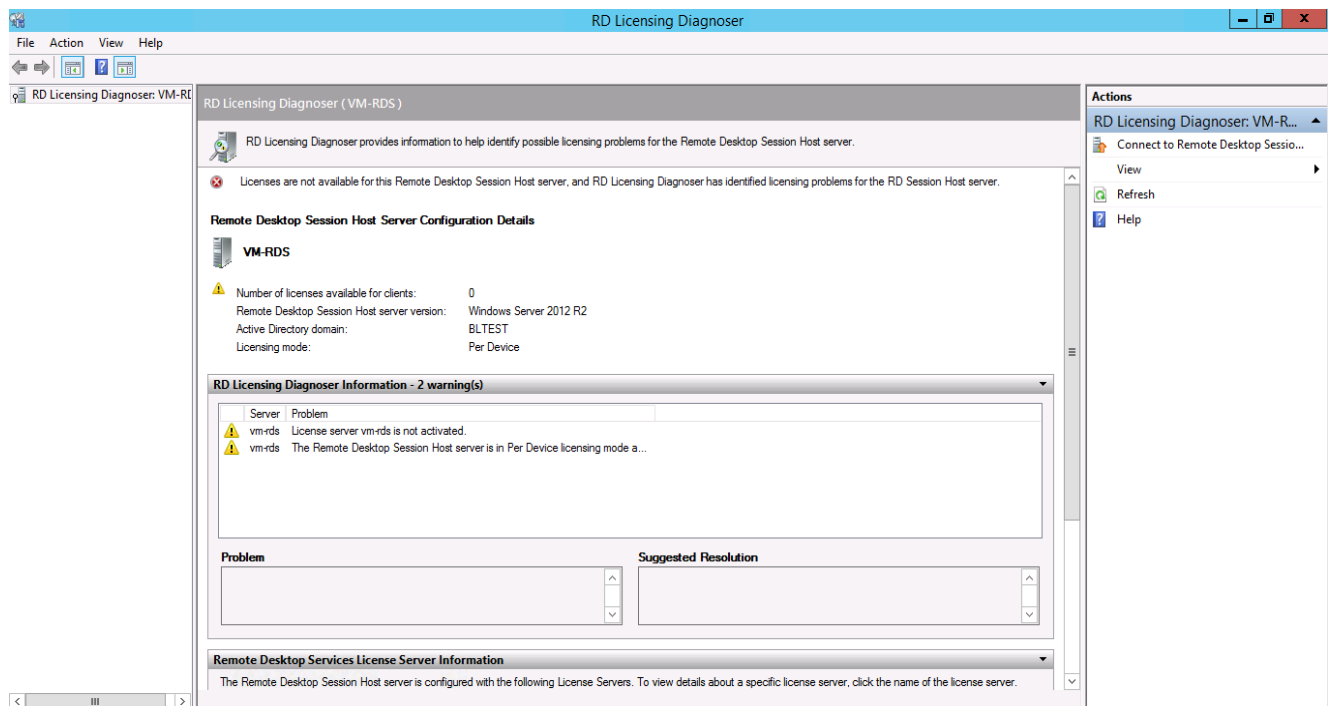 RD Licensing Diagnoser
File Action View Help
RD Licensing Diagnoser: VM-RD
RD Licensing Diagnoser ( VM-RDS )
RD Licensing Diagnoser provides information to help identify possible licensing problems for the Remote Desktop Session Host server.
Licenses are not available for this Remote Desktop Session Host server, and RD Licensing Diagnoser has identified licensing problems for the RD Session Host server.
Remote Desktop Session Host Server Configuration Details
VM-RDS
Number of licenses available for clients: 0
Remote Desktop Session Host server version: Windows Server 2012 R2
Active Directory domain: BLTEST
Licensing mode: Per Device
RD Licensing Diagnoser Information - 2 warning(s)
Server Problem
vm-rds License server vm-rds is not activated.
vm-rds The Remote Desktop Session Host server is in Per Device licensing mode a...
Problem
Suggested Resolution
Remote Desktop Services License Server Information
The Remote Desktop Session Host server is configured with the following License Servers. To view details about a specific license server, click the name of the license server.
Actions
RD Licensing Diagnoser: VM-R...
Connect to Remote Desktop Sessio...
View
Refresh
Help